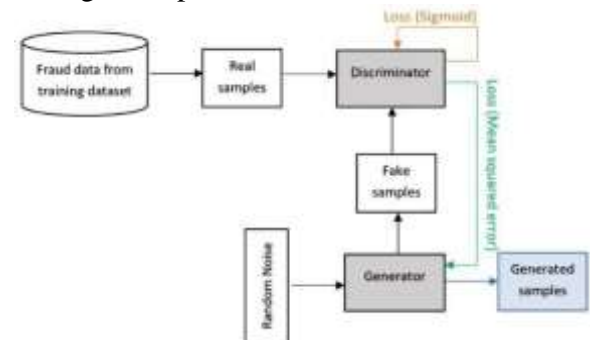 Loss (Sigmoid)
Fraud data from
training dataset
Real
samples
Discriminator
Loss (Mean squared error)
Fake
samples
Random Noise
Generator
Generated
samples